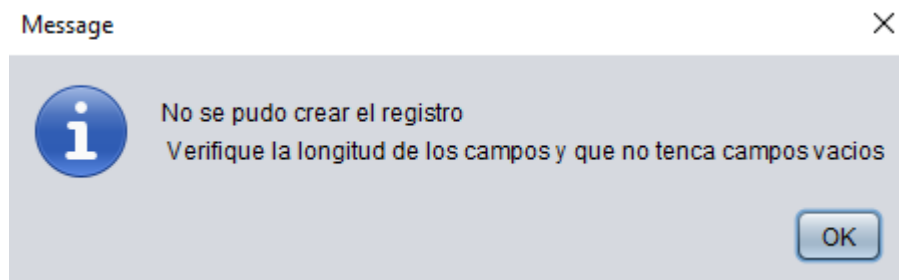 Message
No se pudo crear el registro
Verifique la longitud de los campos y que no tenca campos vacios
OK